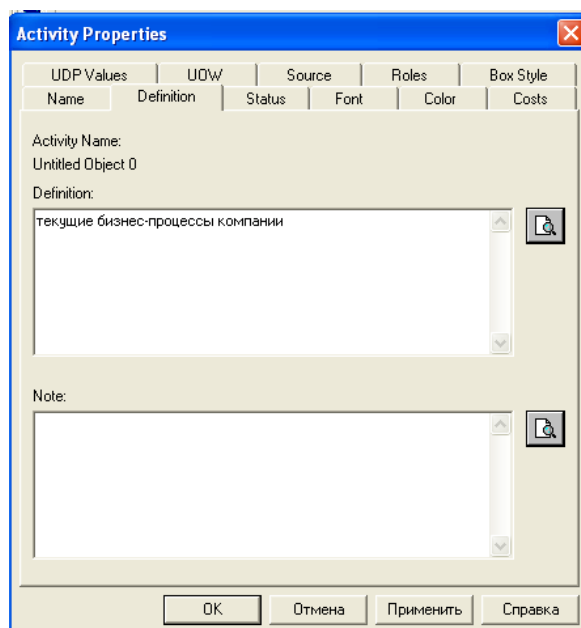 Activity Properties
UDP Values UOW Source Roles Box Style
Name Definition Status Font Color Costs
Activity Name:
Untitled Object 0
Definition:
текущие бизнес-процессы компании
Note:
OK Отмена Применить Справка